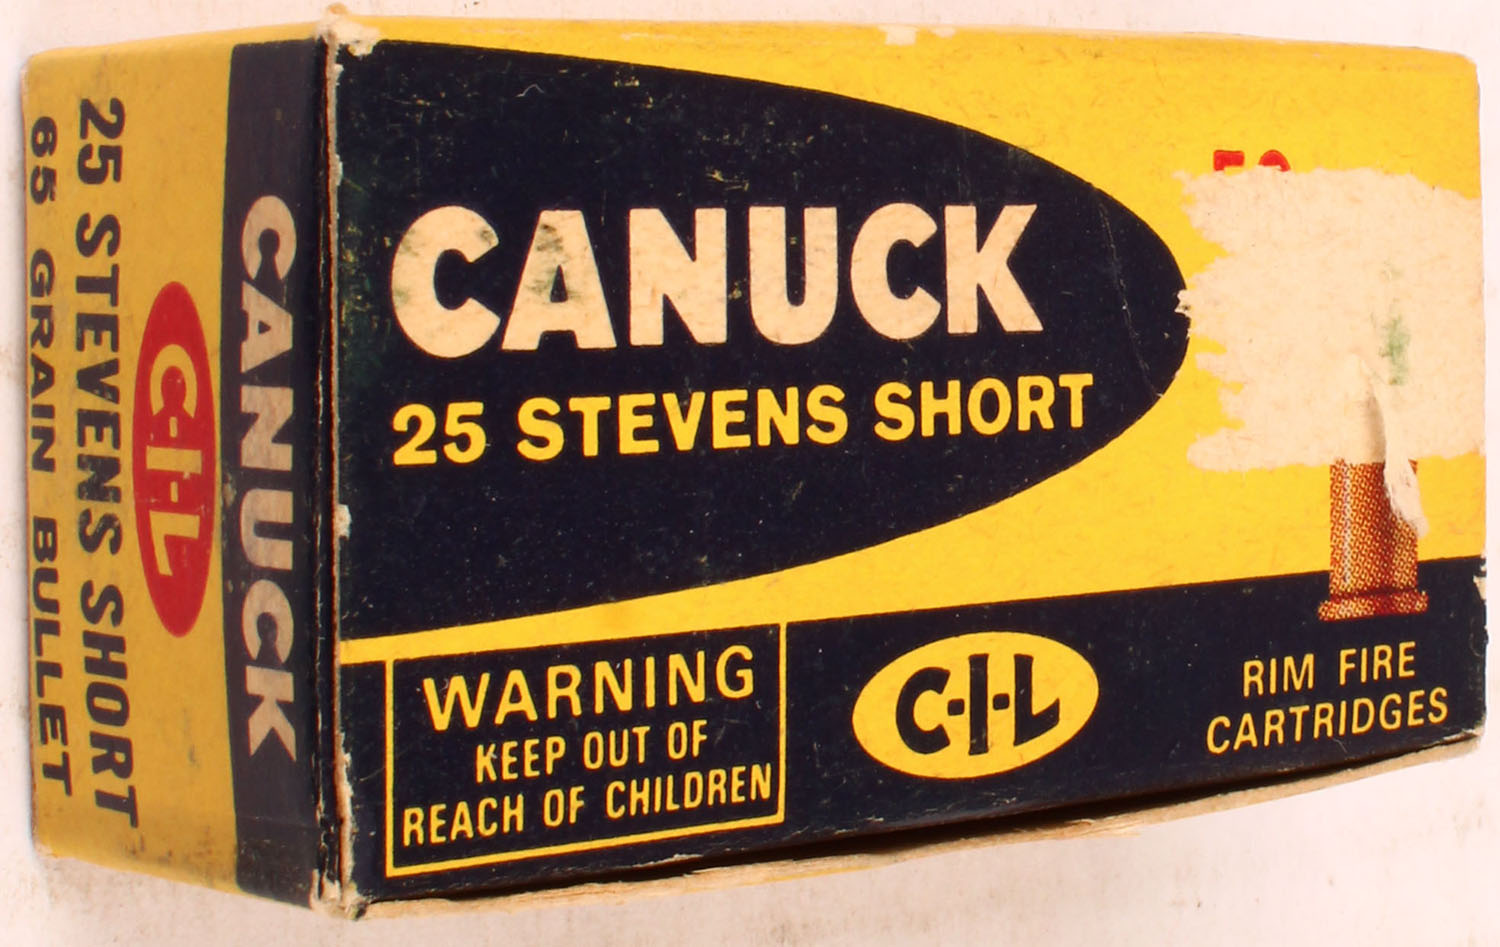 CANUCK
25 STEVENS SHORT
WARNING
KEEP OUT OF
REACH OF CHILDREN
C-I-L
RIM FIRE
CARTRIDGES
CANUCK
C-I-L
25 STEVENS SHORT
65 GRAIN BULLET